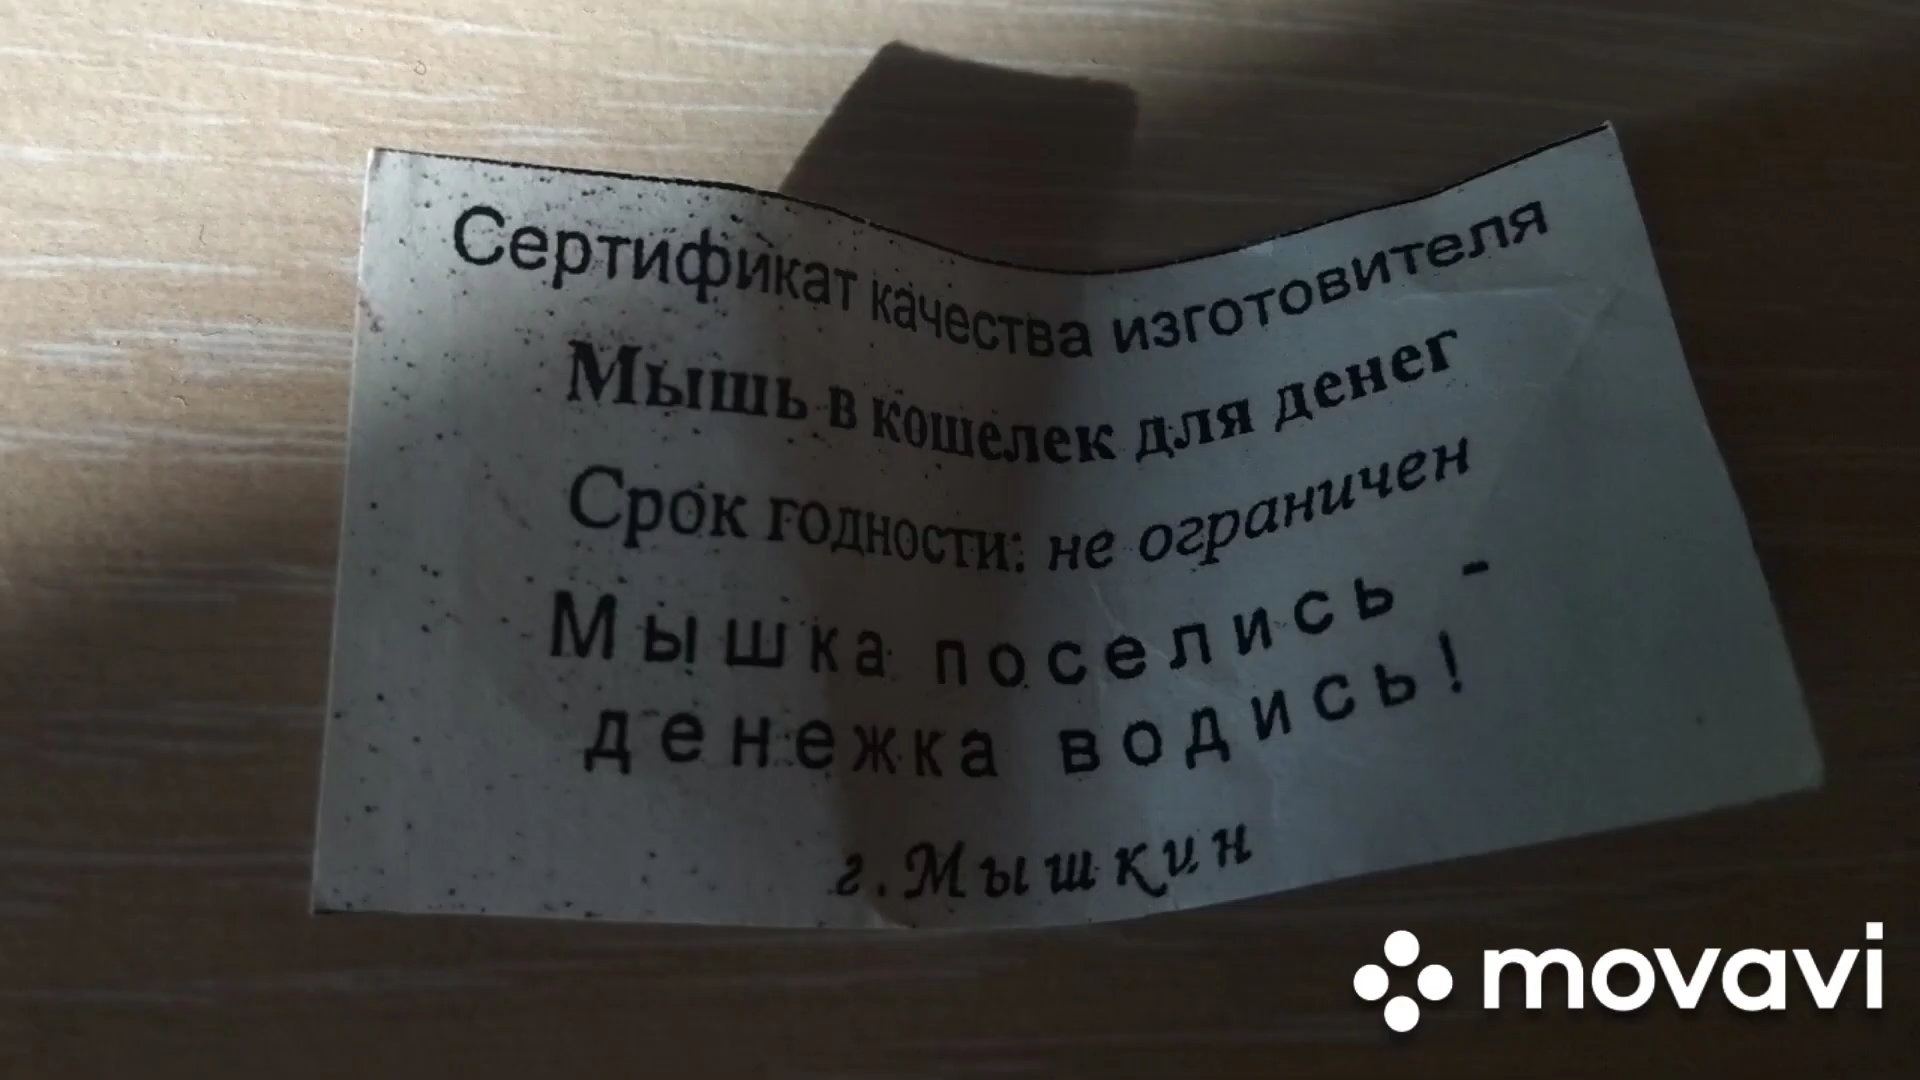 Сертификат качества изготовителя
Мышь в кошелек для денег
Срок годности: не ограничен
Мышка поселись -
денежка водись!
г.Мышкин
movavi